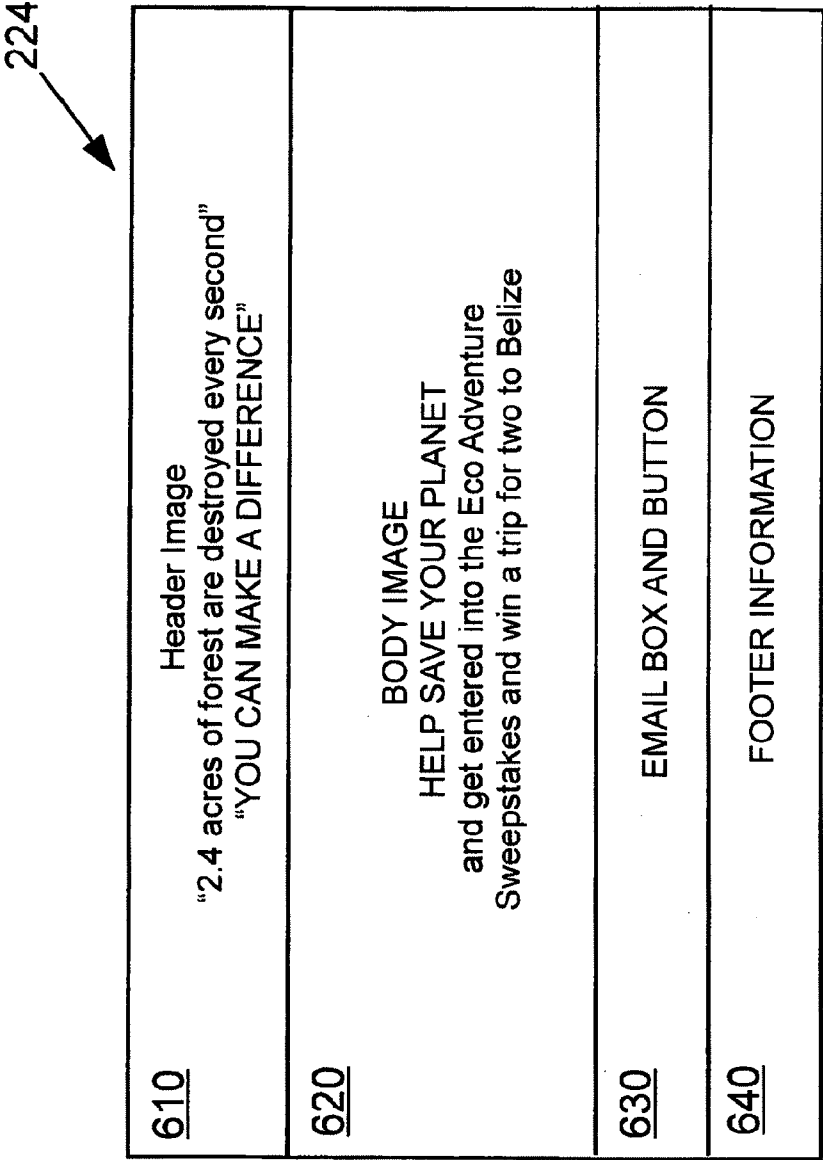 224
610
Header Image
“2.4 acres of forest are destroyed every second”
“YOU CAN MAKE A DIFFERENCE”
620
BODY IMAGE
HELP SAVE YOUR PLANET
and get entered into the Eco Adventure
Sweepstakes and win a trip for two to Belize
630
EMAIL BOX AND BUTTON
640
FOOTER INFORMATION